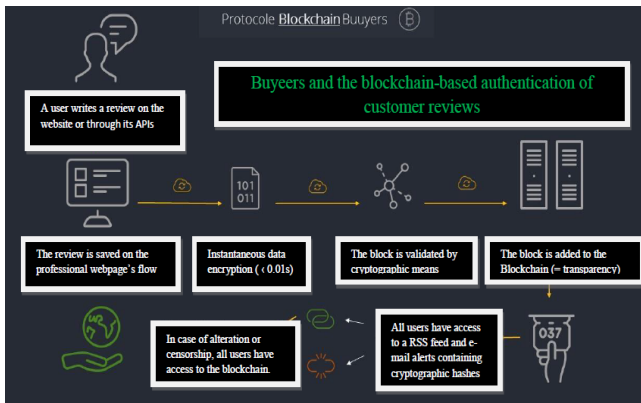 Protocole Blockchain Buuyers
Buyeers and the blockchain-based authentication of
customer reviews
A user writes a review on the
website or through its APIs
101
011
The review is saved on the
professional webpage's flow
Instantaneous data
encryption ( < 0.01s)
The block is validated by
cryptographic means
The block is added to the
Blockchain (= transparency)
In case of alteration or
censorship, all users have
access to the blockchain.
All users have access
to a RSS feed and e-
mail alerts containing
cryptographic hashes
037